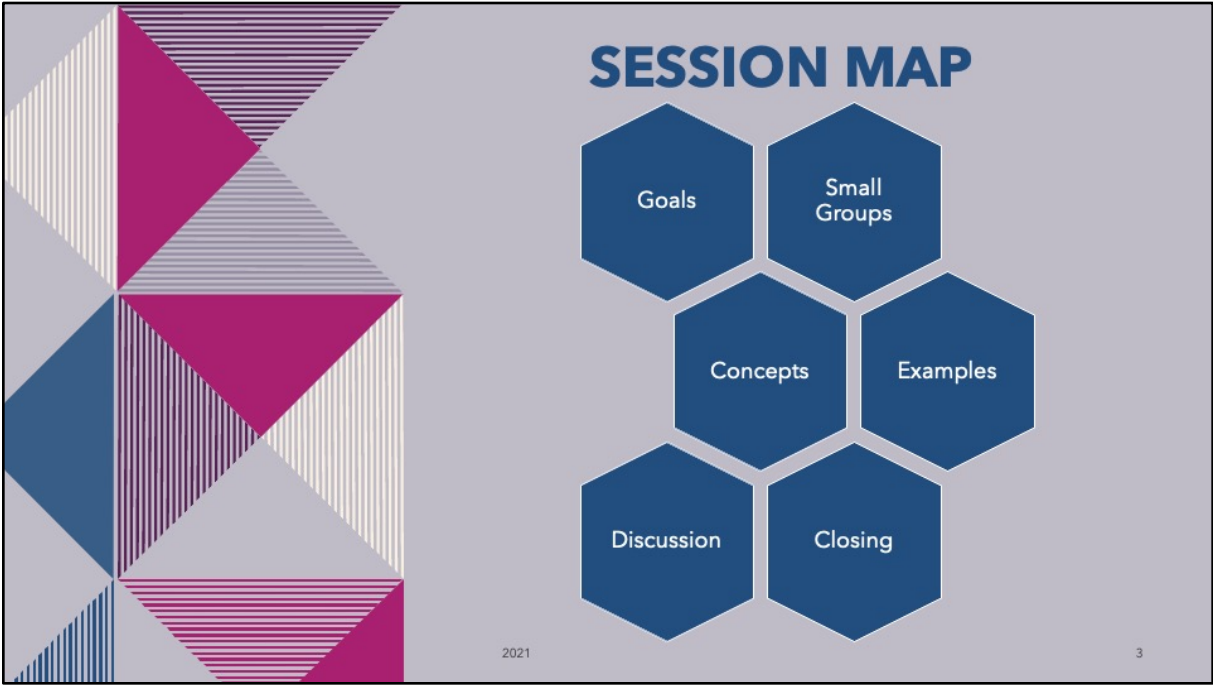 SESSION MAP
Goals
Small
Groups
Concepts
Examples
Discussion
Closing
2021
3